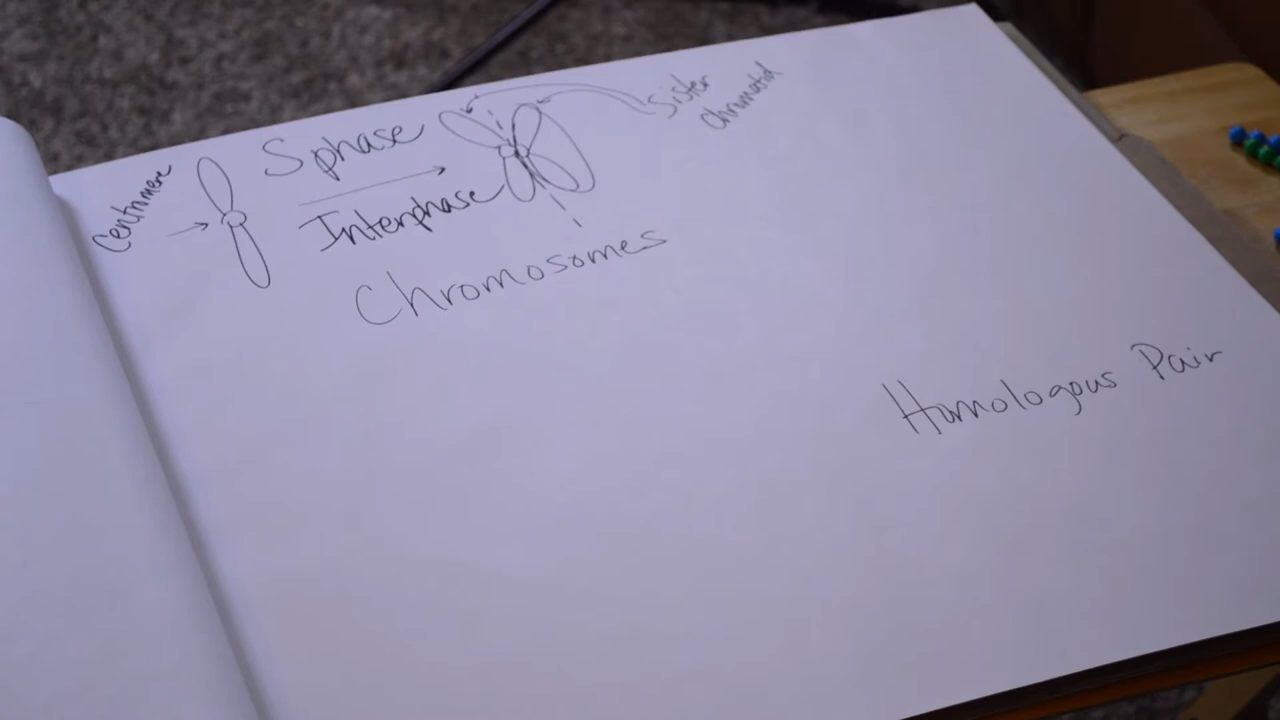 Centromere
S phase
Interphase
Sister
chromatid
Chromosomes
Homologous Pair